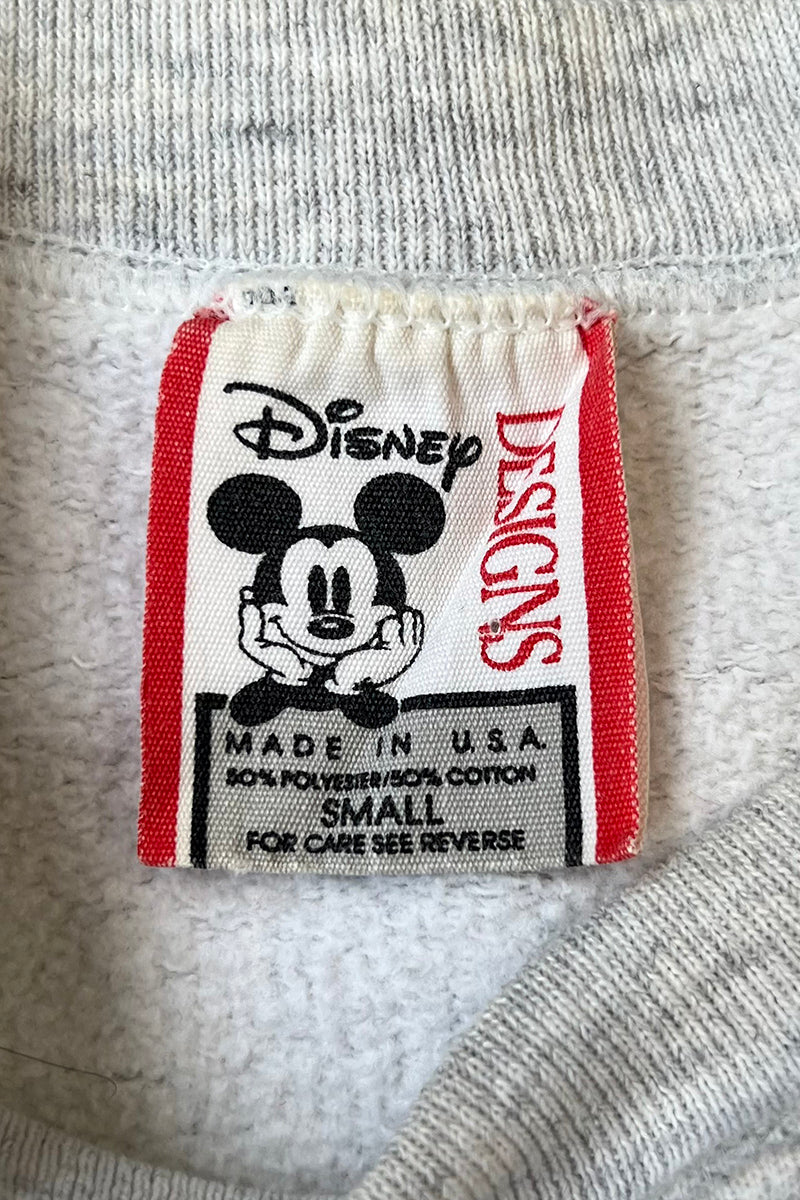 DISNEY
DESIGNS
MADE IN U.S.A.
50% POLYESTER/50% COTTON
SMALL
FOR CARE SEE REVERSE